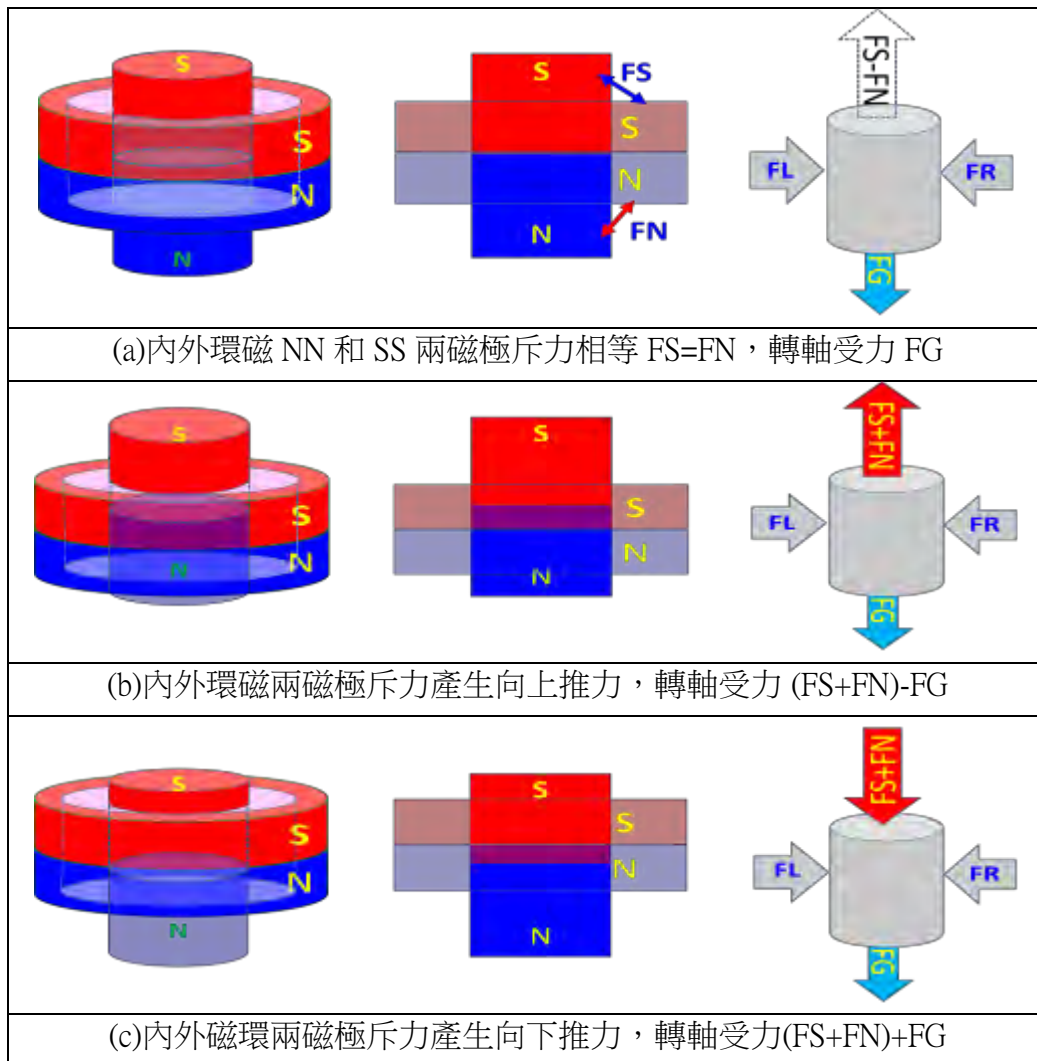 S
S
N
N
S
FS
S
N
N
FN
FS-FN
FL
FR
FG
(a)內外環磁 NN 和 SS 兩磁極斥力相等 FS=FN，轉軸受力 FG
S
S
N
N
S
S
N
N
FS+FN
FL
FR
FG
(b)內外環磁兩磁極斥力產生向上推力，轉軸受力 (FS+FN)-FG
S
S
N
N
S
S
N
N
FS+FN
FL
FR
FG
(c)內外磁環兩磁極斥力產生向下推力，轉軸受力(FS+FN)+FG